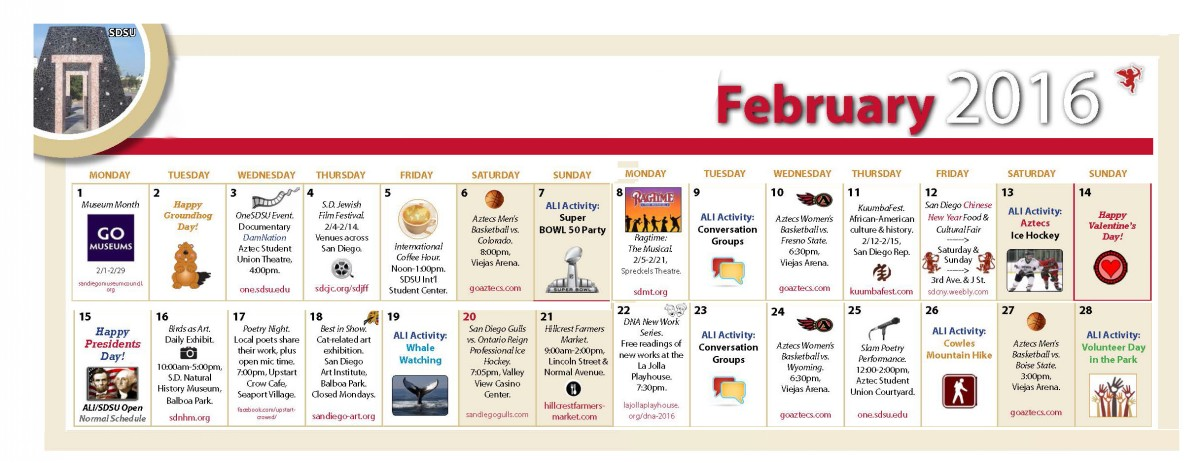 SDSU
February 2016
MONDAY TUESDAY WEDNESDAY THURSDAY FRIDAY SATURDAY SUNDAY MONDAY TUESDAY WEDNESDAY THURSDAY FRIDAY SATURDAY SUNDAY
1
Museum Month
GO
MUSEUMS
2/1-2/29
sandiegomuseumcouncil.
org
2
Happy
Groundhog
Day!
3
OneSDSU Event.
Documentary
DamNation
Aztec Student
Union Theatre,
4:00pm.
one.sdsu.edu
4
S.D. Jewish
Film Festival.
2/4-2/14.
Venues across
San Diego.
sdcjc.org/sdjff
5
International
Coffee Hour.
Noon-1:00pm.
SDSU Int'l
Student Center.
6
Aztecs Men's
Basketball vs.
Colorado.
8:00pm,
Viejas Arena.
goaztecs.com
7
ALI Activity:
Super
BOWL 50 Party
SUPER BOWL
8
RAGTIME
Ragtime:
The Musical.
2/5-2/21,
Spreckels Theatre.
sdmt.org
9
ALI Activity:
Conversation
Groups
10
Aztecs Women's
Basketball vs.
Fresno State.
6:30pm,
Viejas Arena.
goaztecs.com
11
KuumbaFest.
African-American
culture & history.
2/12-2/15,
San Diego Rep.
kuumbafest.com
12
San Diego Chinese
New Year Food &
Cultural Fair
----->
Saturday &
Sunday
----->
3rd Ave. & J St.
sdcny.weebly.com
13
ALI Activity:
Aztecs
Ice Hockey
14
Happy
Valentine's
Day!
15
Happy
Presidents
Day!
ALI/SDSU Open
Normal Schedule
16
Birds as Art.
Daily Exhibit.
10:00am-5:00pm,
S.D. Natural
History Museum,
Balboa Park.
sdnhm.org
17
Poetry Night.
Local poets share
their work, plus
open mic time.
7:00pm, Upstart
Crow Cafe,
Seaport Village.
facebook.com/upstart-
crowd/
18
Best in Show.
Cat-related art
exhibition.
San Diego
Art Institute,
Balboa Park.
Closed Mondays.
sandiego-art.org
19
ALI Activity:
Whale
Watching
20
San Diego Gulls
vs. Ontario Reign
Professional Ice
Hockey.
7:05pm, Valley
View Casino
Center.
sandiegogulls.com
21
Hillcrest Farmers
Market.
9:00am-2:00pm,
Lincoln Street &
Normal Avenue.
hillcrestfarmers-
market.com
22
DNA New Work
Series.
Free readings of
new works at the
La Jolla
Playhouse.
7:30pm.
lajollaplayhouse.
org/dna-2016
23
ALI Activity:
Conversation
Groups
24
Aztecs Women's
Basketball vs.
Wyoming.
6:30pm,
Viejas Arena.
goaztecs.com
25
Slam Poetry
Performance.
12:00-2:00pm,
Aztec Student
Union Courtyard.
one.sdsu.edu
26
ALI Activity:
Cowles
Mountain Hike
27
Aztecs Men's
Basketball vs.
Boise State.
3:00pm,
Viejas Arena.
goaztecs.com
28
ALI Activity:
Volunteer Day
in the Park